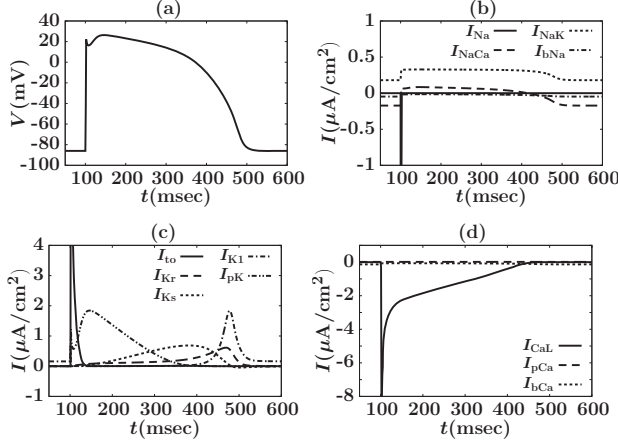 (a)
V(mV)
40
20
0
-20
-40
-60
-80
-100
100 200 300 400 500 600
t(msec)
(b)
I(μA/cm²)
1
0.5
0
-0.5
-1
I_Na I_NaK
I_NaCa I_bNa
100 200 300 400 500 600
t(msec)
(c)
I(μA/cm²)
4
3
2
1
0
-1
I_to I_K1
I_Kr I_pK
I_Ks
100 200 300 400 500 600
t(msec)
(d)
I(μA/cm²)
0
-2
-4
-6
-8
I_CaL
I_pCa
I_bCa
100 200 300 400 500 600
t(msec)